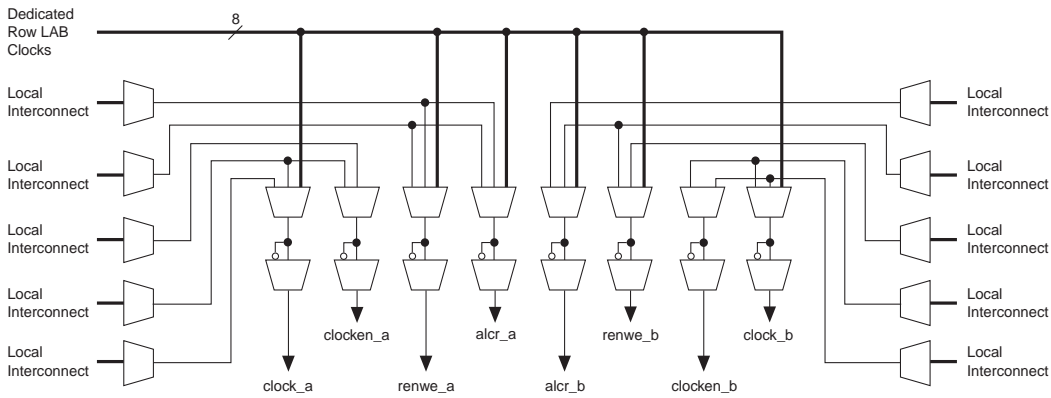 Dedicated
Row LAB
Clocks
8
Local
Interconnect
Local
Interconnect
Local
Interconnect
Local
Interconnect
Local
Interconnect
Local
Interconnect
Local
Interconnect
Local
Interconnect
Local
Interconnect
Local
Interconnect
clocken_a
alcr_a
renwe_b
clock_b
clock_a
renwe_a
alcr_b
clocken_b